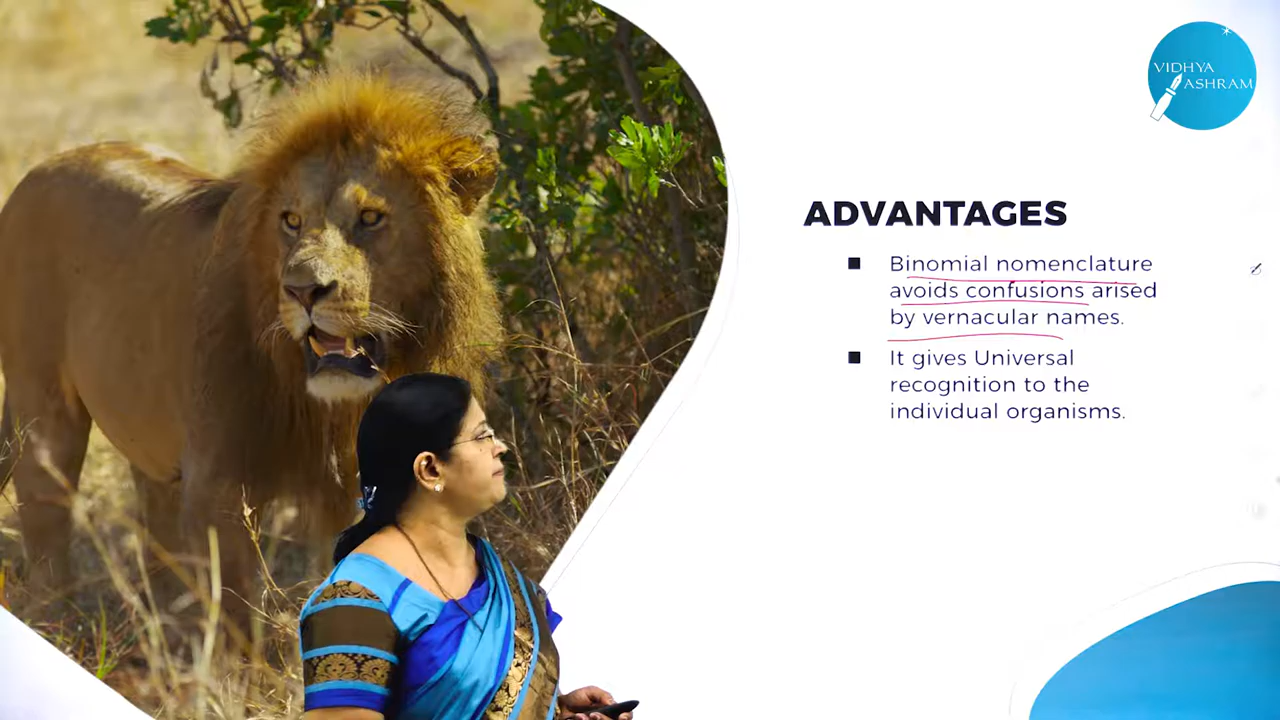 VIDHYA
ASHRAM
ADVANTAGES
Binomial nomenclature
avoids confusions arised
by vernacular names.
It gives Universal
recognition to the
individual organisms.